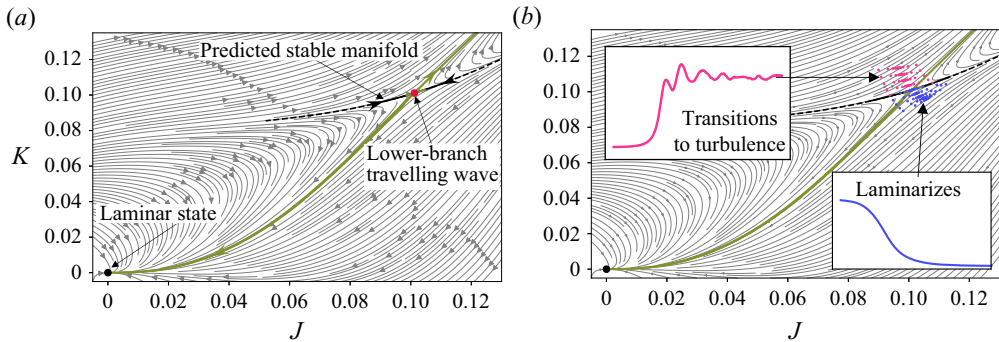 (a)
Predicted stable manifold
Lower-branch
travelling wave
Laminar state
K
0.12
0.10
0.08
0.06
0.04
0.02
0
0
0.02
0.04
0.06
0.08
0.10
0.12
J
(b)
Transitions
to turbulence
Laminarizes
0.12
0.10
0.08
0.06
0.04
0.02
0
0
0.02
0.04
0.06
0.08
0.10
0.12
J